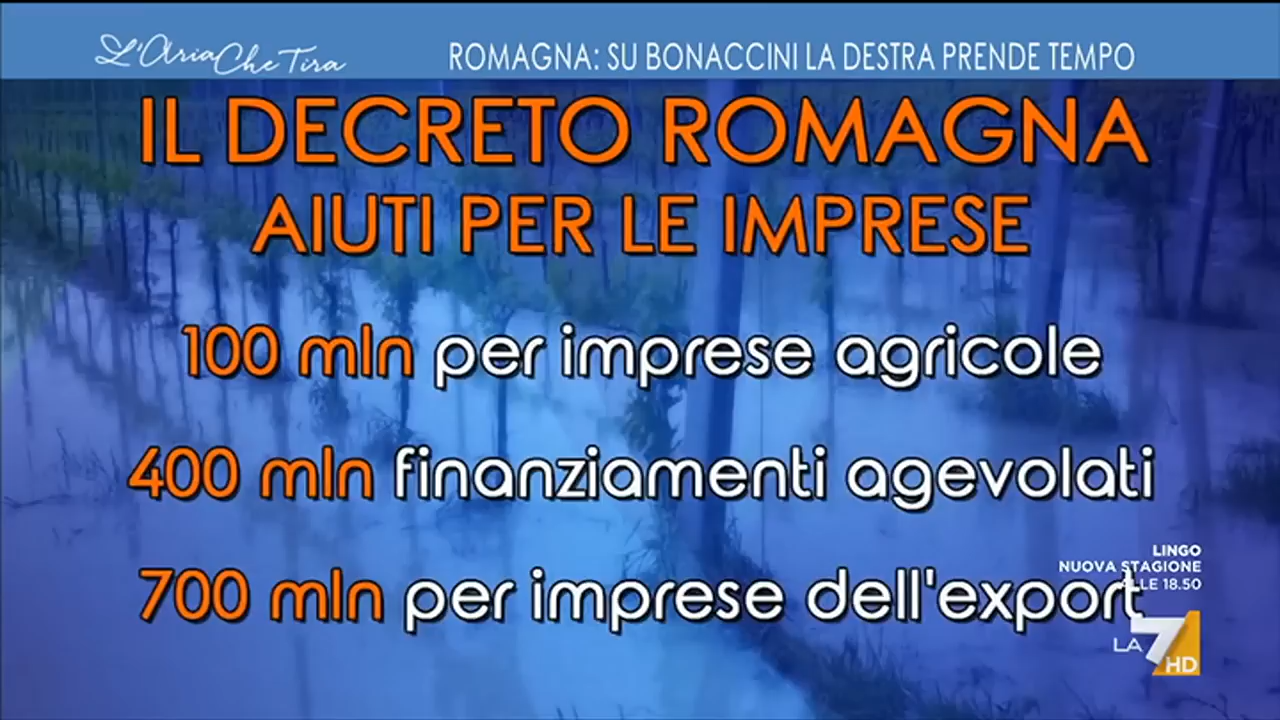 L'Aria Che Tira
ROMAGNA: SU BONACCINI LA DESTRA PRENDE TEMPO
IL DECRETO ROMAGNA
AIUTI PER LE IMPRESE
100 mln per imprese agricole
400 mln finanziamenti agevolati
700 mln per imprese dell'export
LINGO
NUOVA STAGIONE
ALLE 18.50
LA 7 HD